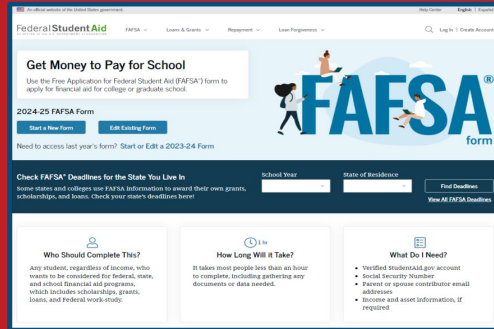 An official website of the United States government
Help Center English | Español
Federal Student Aid
FAFSA Loans & Grants Repayment Loan Forgiveness
Log In | Create Account
Get Money to Pay for School
Use the Free Application for Federal Student Aid (FAFSA®) form to
apply for financial aid for college or graduate school.
2024-25 FAFSA Form
Start a New Form Edit Existing Form
Need to access last year's form? Start or Edit a 2023-24 Form
FAFSA®
form
Check FAFSA® Deadlines for the State You Live In
Some states and colleges use FAFSA information to award their own grants,
scholarships, and loans. Check your state's deadlines here!
School Year
State of Residence
Find Deadlines
View All FAFSA Deadlines
Who Should Complete This?
Any student, regardless of income, who
wants to be considered for federal, state,
and school financial aid programs,
which includes scholarships, grants,
loans, and Federal work-study.
1 hr
How Long Will it Take?
It takes most people less than an hour
to complete, including gathering any
documents or data needed.
What Do I Need?
• Verified StudentAid.gov account
• Social Security Number
• Parent or spouse contributor email
addresses
• Income and asset information, if
required